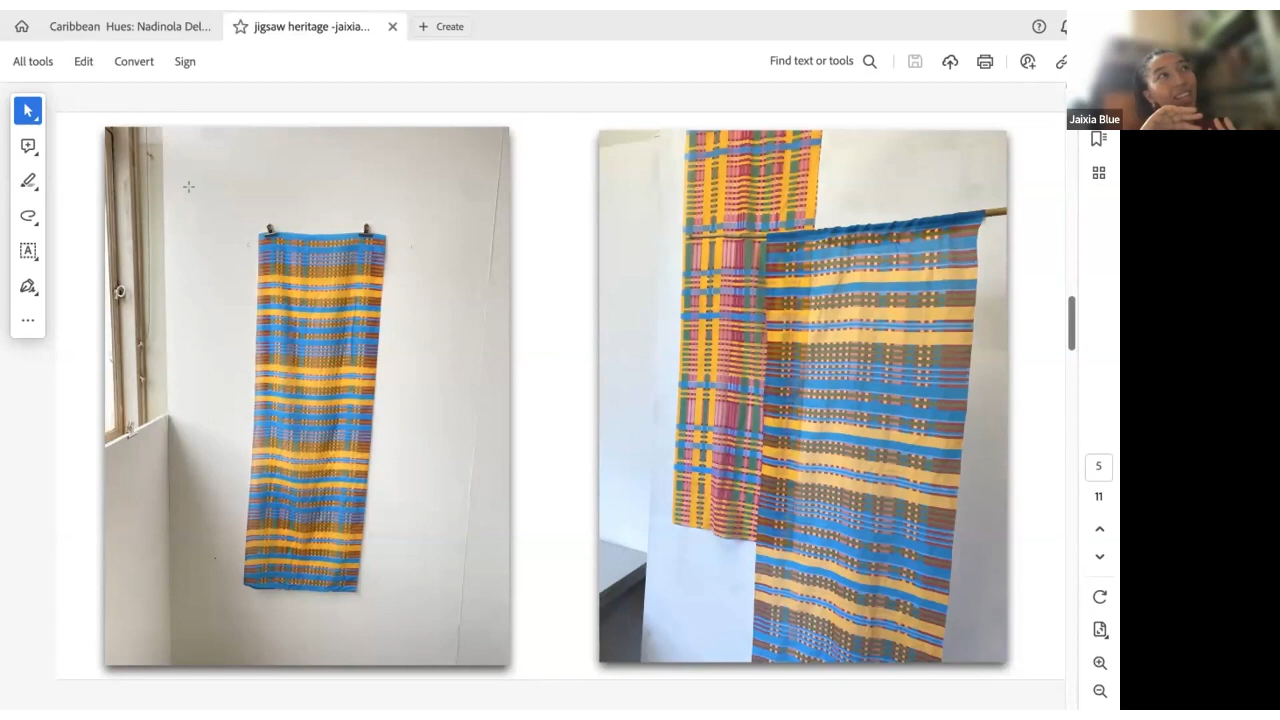 Caribbean Hues: Nadinola Del...
jigsaw heritage -jaixia...
Create
All tools
Edit
Convert
Sign
Find text or tools
Jaixia Blue
A
5
11